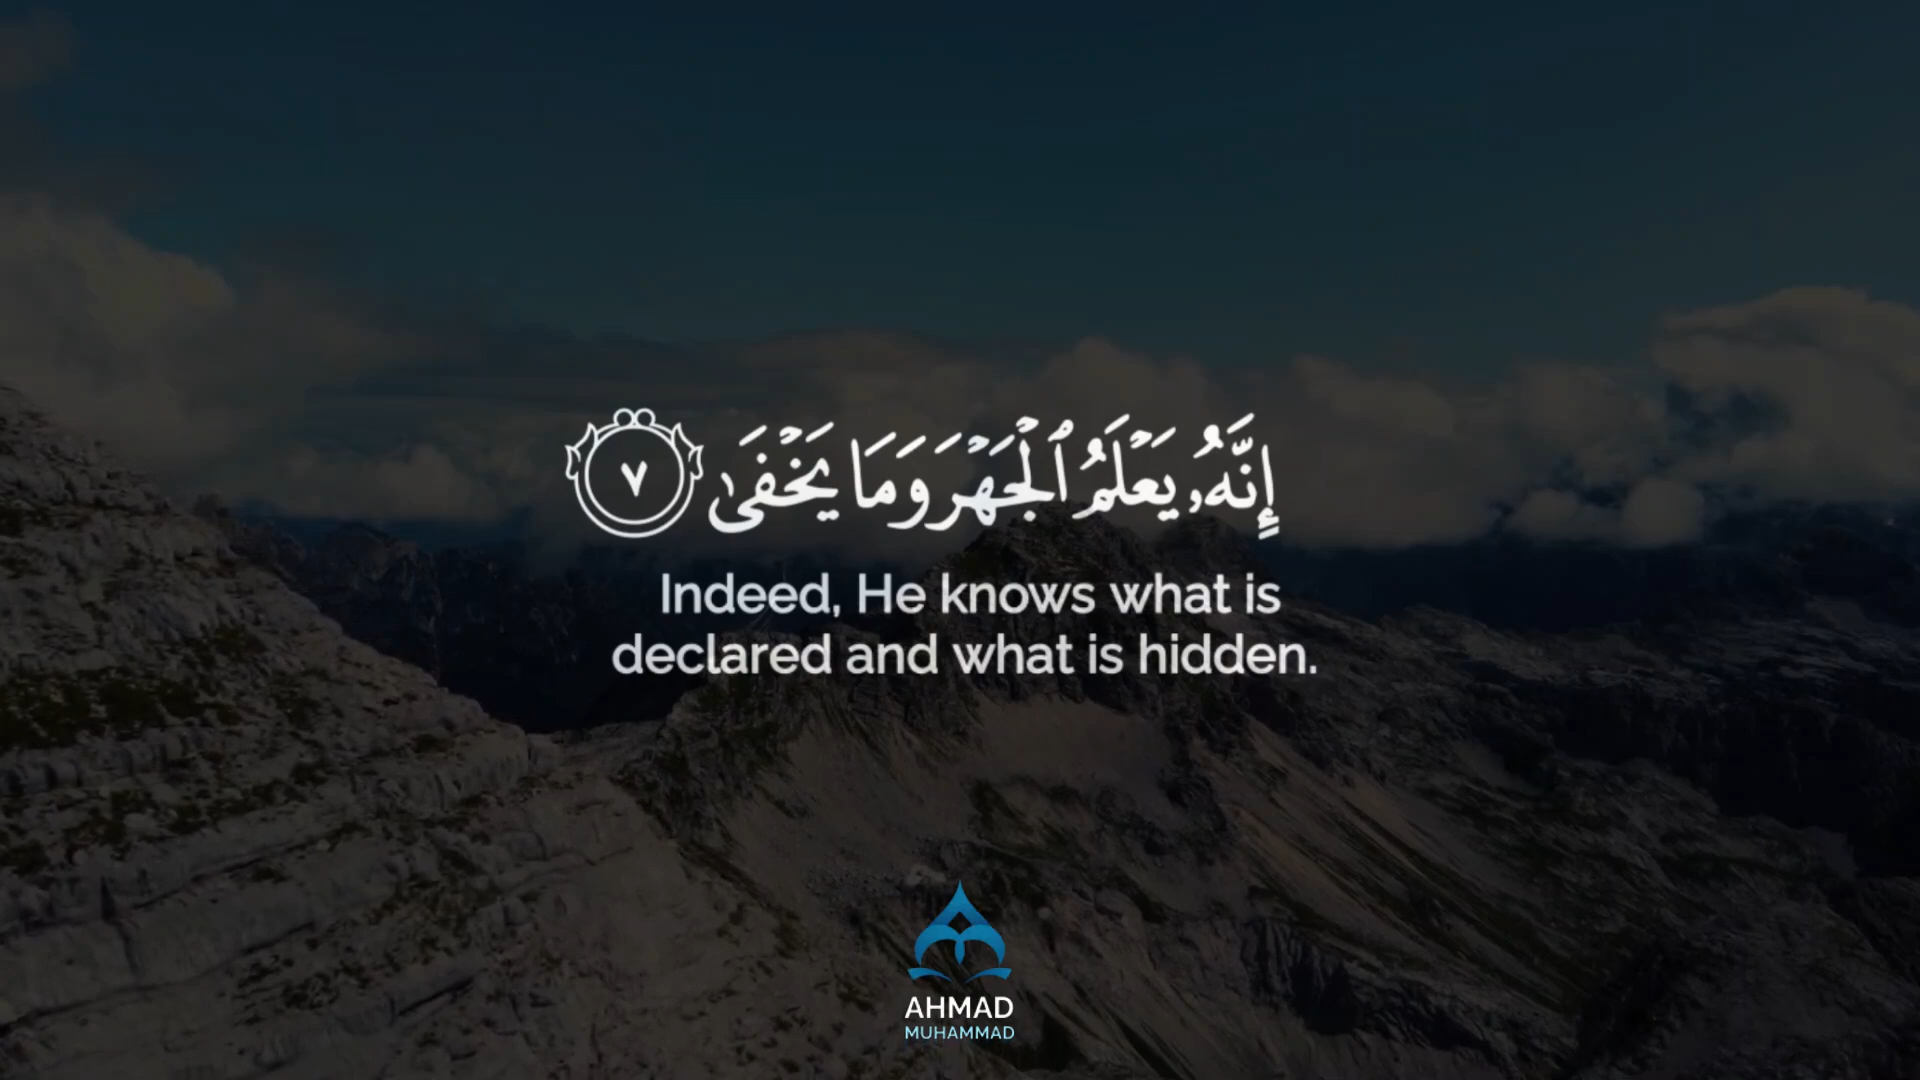 إِنَّهُۥ يَعْلَمُ ٱلْجَهْرَ وَمَا يَخْفَىٰ ٧
Indeed, He knows what is
declared and what is hidden.
AHMAD
MUHAMMAD